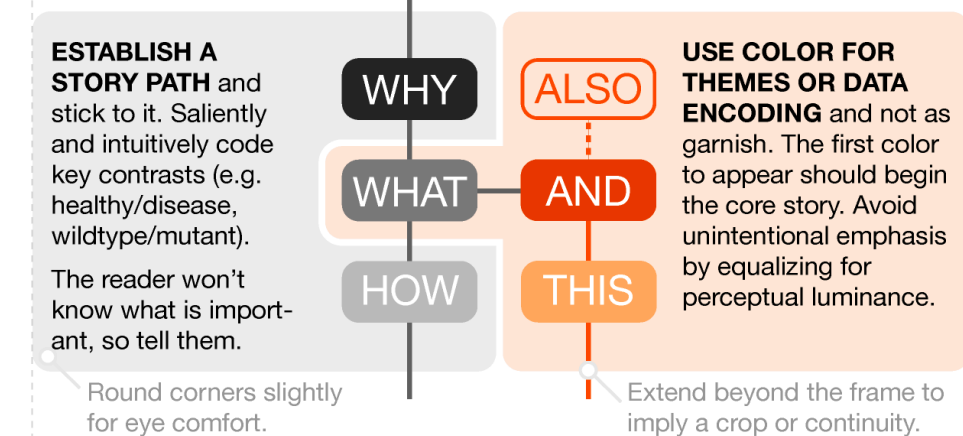 ESTABLISH A
STORY PATH and
stick to it. Saliently
and intuitively code
key contrasts (e.g.
healthy/disease,
wildtype/mutant).
The reader won’t
know what is import-
ant, so tell them.
Round corners slightly
for eye comfort.
WHY
WHAT
HOW
ALSO
AND
THIS
USE COLOR FOR
THEMES OR DATA
ENCODING and not as
garnish. The first color
to appear should begin
the core story. Avoid
unintentional emphasis
by equalizing for
perceptual luminance.
Extend beyond the frame to
imply a crop or continuity.